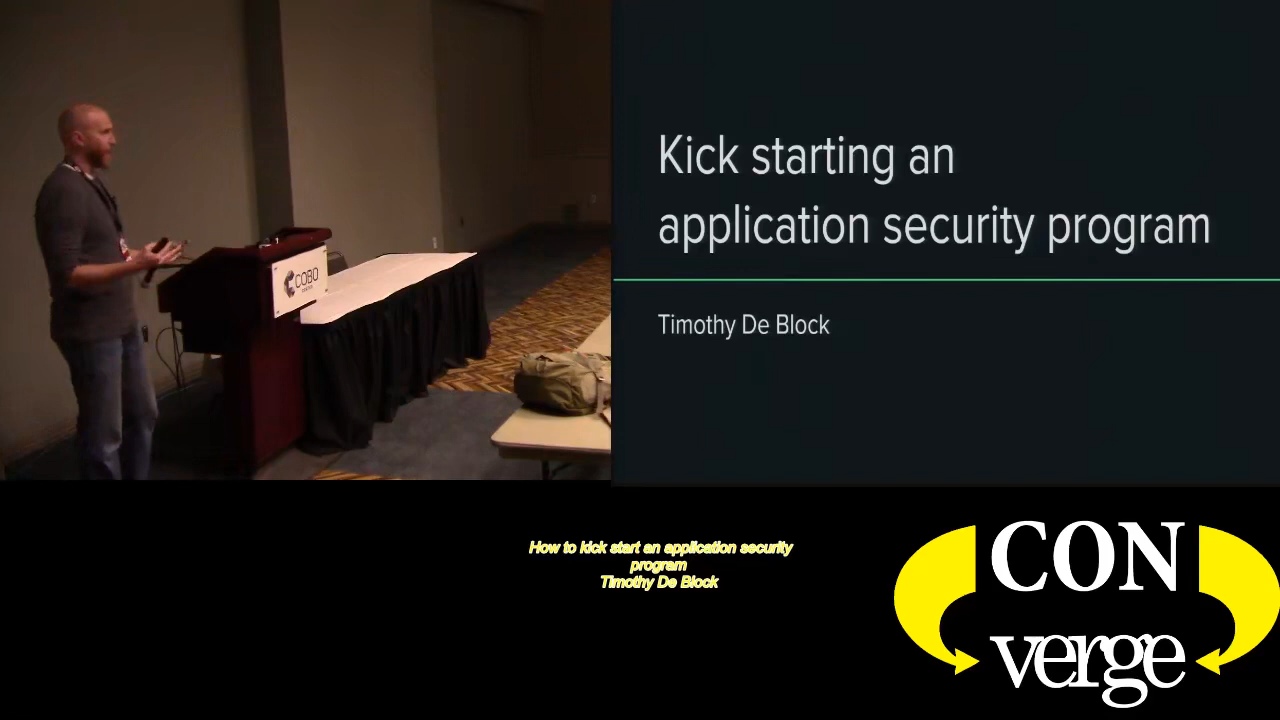 Kick starting an
application security program
Timothy De Block
COBO
How to kick start an application security
program
Timothy De Block
CON
verge